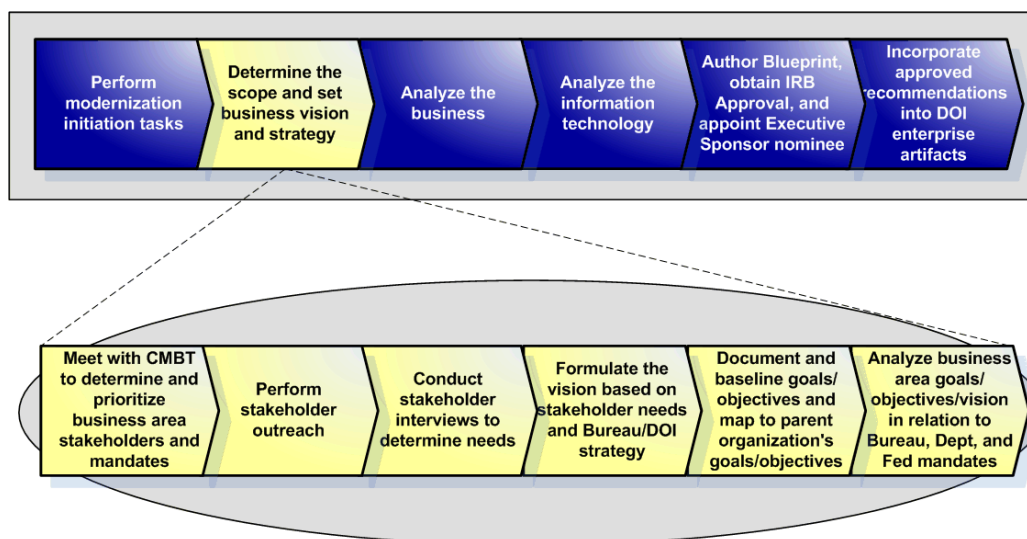 Perform
modernization
initiation tasks
Determine the
scope and set
business vision
and strategy
Analyze the
business
Analyze the
information
technology
Author Blueprint,
obtain IRB
Approval, and
appoint Executive
Sponsor nominee
Incorporate
approved
recommendations
into DOI
enterprise
artifacts
Meet with CMBT
to determine and
prioritize
business area
stakeholders and
mandates
Perform
stakeholder
outreach
Conduct
stakeholder
interviews to
determine needs
Formulate the
vision based on
stakeholder needs
and Bureau/DOI
strategy
Document and
baseline goals/
objectives and
map to parent
organization's
goals/objectives
Analyze business
area goals/
objectives/vision
in relation to
Bureau, Dept, and
Fed mandates